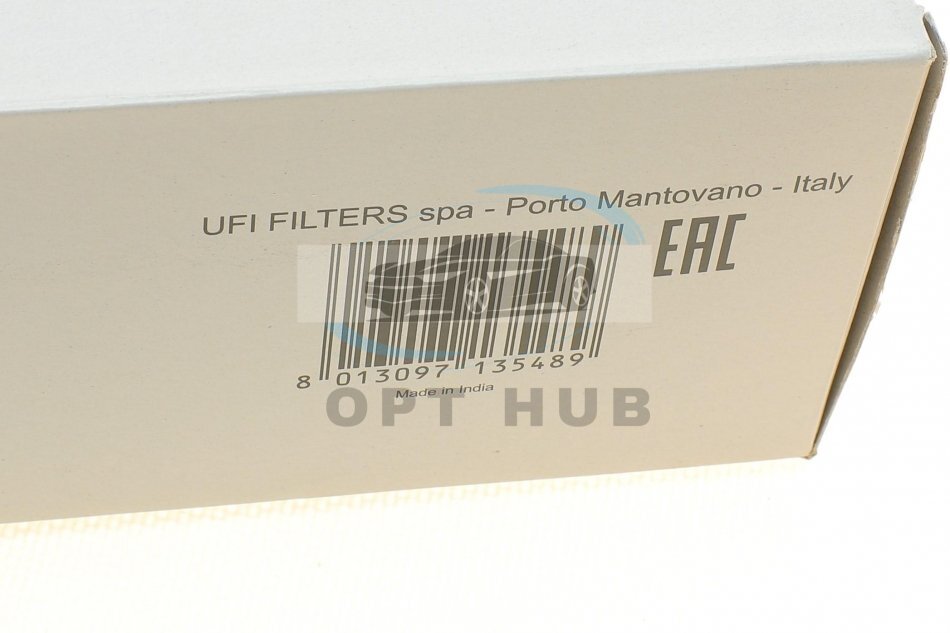 UFI FILTERS spa - Porto Mantovano - Italy
EAC
8 013097 135489
Made in India
OPT HUB